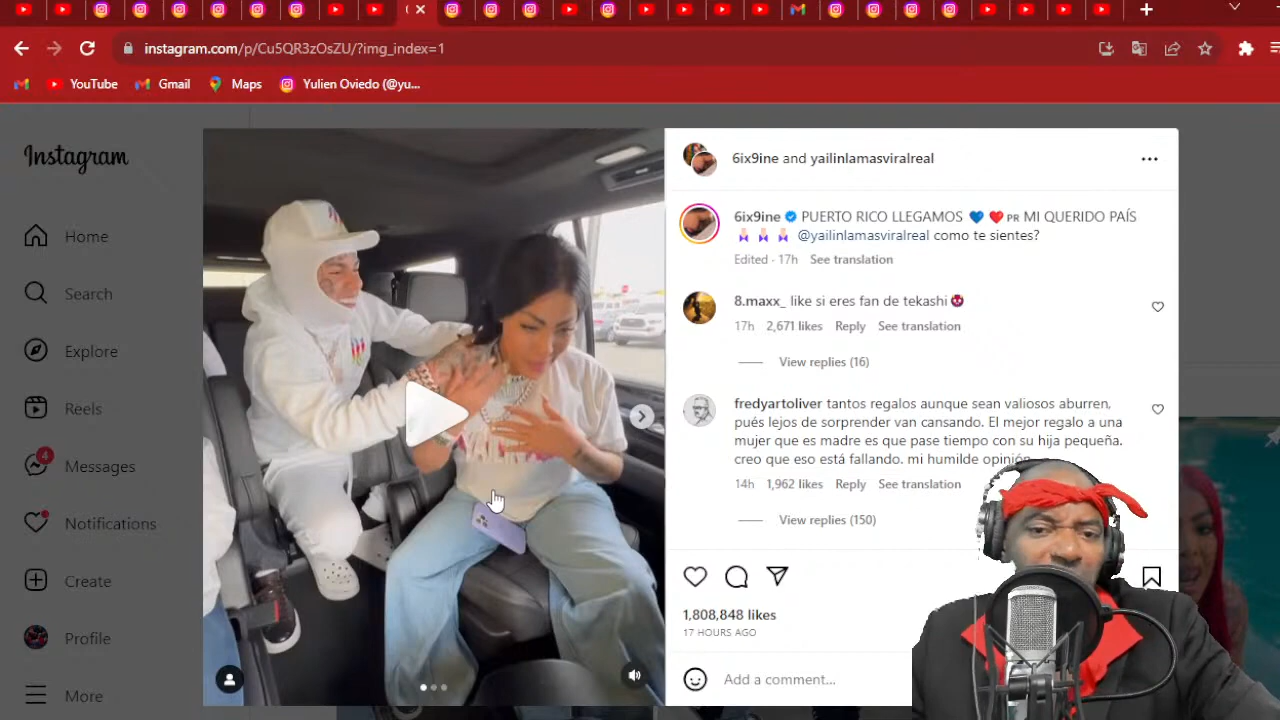 instagram.com/p/Cu5QR3zOsZU/?img_index=1
YouTube Gmail Maps Yulien Oviedo (@yu...
Instagram
Home
Search
Explore
Reels
4
Messages
Notifications
Create
Profile
More
6ix9ine and yailinlamasviralreal
6ix9ine PUERTO RICO LLEGAMOS 💙 ❤️ PR MI QUERIDO PAÍS
@yailinlamasviralreal como te sientes?
Edited · 17h See translation
8.maxx_ like si eres fan de tekashi
17h 2,671 likes Reply See translation
View replies (16)
fredyartoliver tantos regalos aunque sean valiosos aburren,
pués lejos de sorprender van cansando. El mejor regalo a una
mujer que es madre es que pase tiempo con su hija pequeña.
creo que eso está fallando. mi humilde opinión
14h 1,962 likes Reply See translation
View replies (150)
1,808,848 likes
17 HOURS AGO
Add a comment...